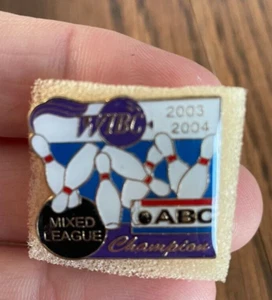 WIBC
2003
2004
ABC
MIXED
LEAGUE
Champion